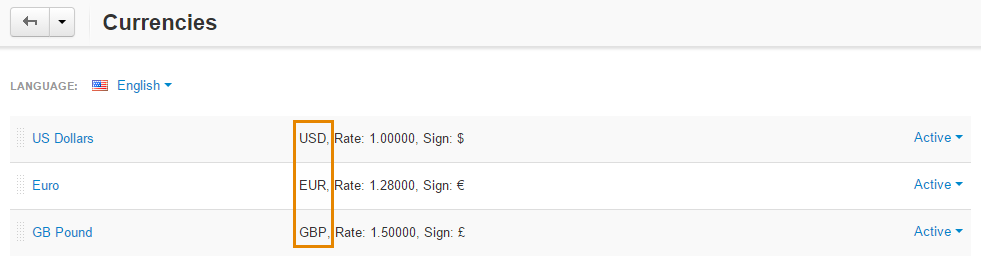 Currencies
LANGUAGE: English
US Dollars USD, Rate: 1.00000, Sign: $ Active
Euro EUR, Rate: 1.28000, Sign: € Active
GB Pound GBP, Rate: 1.50000, Sign: £ Active